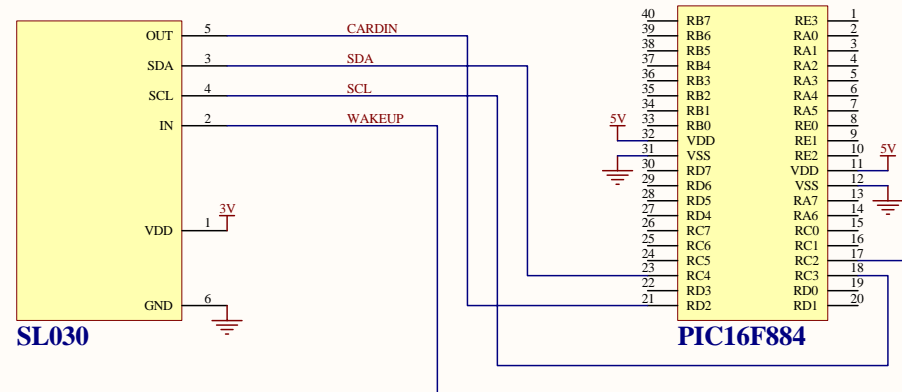 OUT 5 CARDIN
SDA 3 SDA
SCL 4 SCL
IN 2 WAKEUP
VDD 1 3V
GND 6
SL030
40 RB7 RE3 1
39 RB6 RA0 2
38 RB5 RA1 3
37 RB4 RA2 4
36 RB3 RA3 5
35 RB2 RA4 6
34 RB1 RA5 7
33 RB0 RE0 8
5V 32 VDD RE1 9
31 VSS RE2 10
30 RD7 VDD 11 5V
29 RD6 VSS 12
28 RD5 RA7 13
27 RD4 RA6 14
26 RC7 RC0 15
25 RC6 RC1 16
24 RC5 RC2 17
23 RC4 RC3 18
22 RD3 RD0 19
21 RD2 RD1 20
PIC16F884